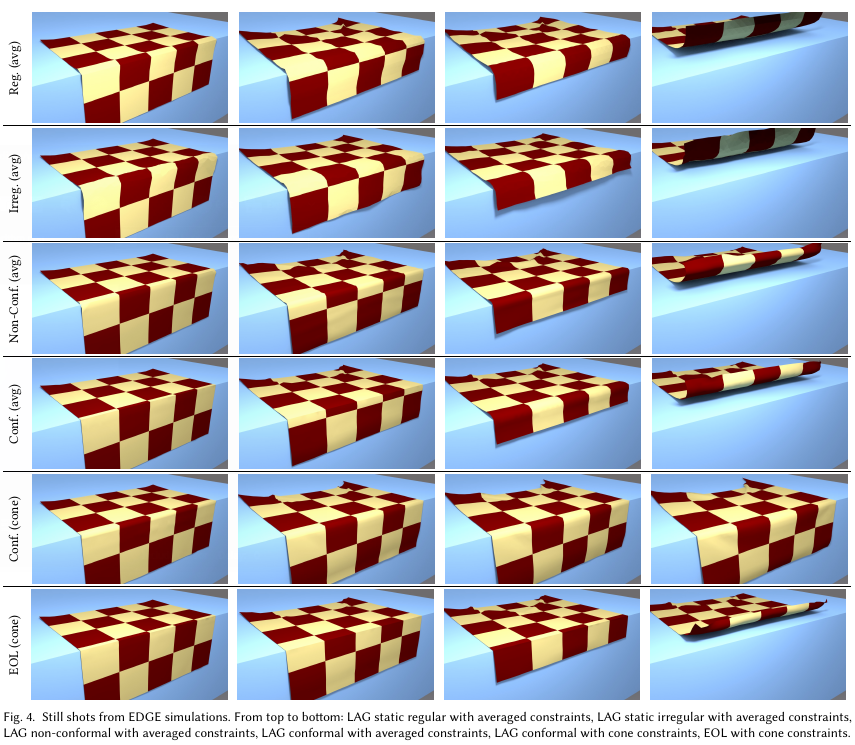 Reg. (avg)
Irreg. (avg)
Non-Conf. (avg)
Conf. (avg)
Conf. (cone)
EOL (cone)
Fig. 4. Still shots from EDGE simulations. From top to bottom: LAG static regular with averaged constraints, LAG static irregular with averaged constraints,
LAG non-conformal with averaged constraints, LAG conformal with averaged constraints, LAG conformal with cone constraints, EOL with cone constraints.